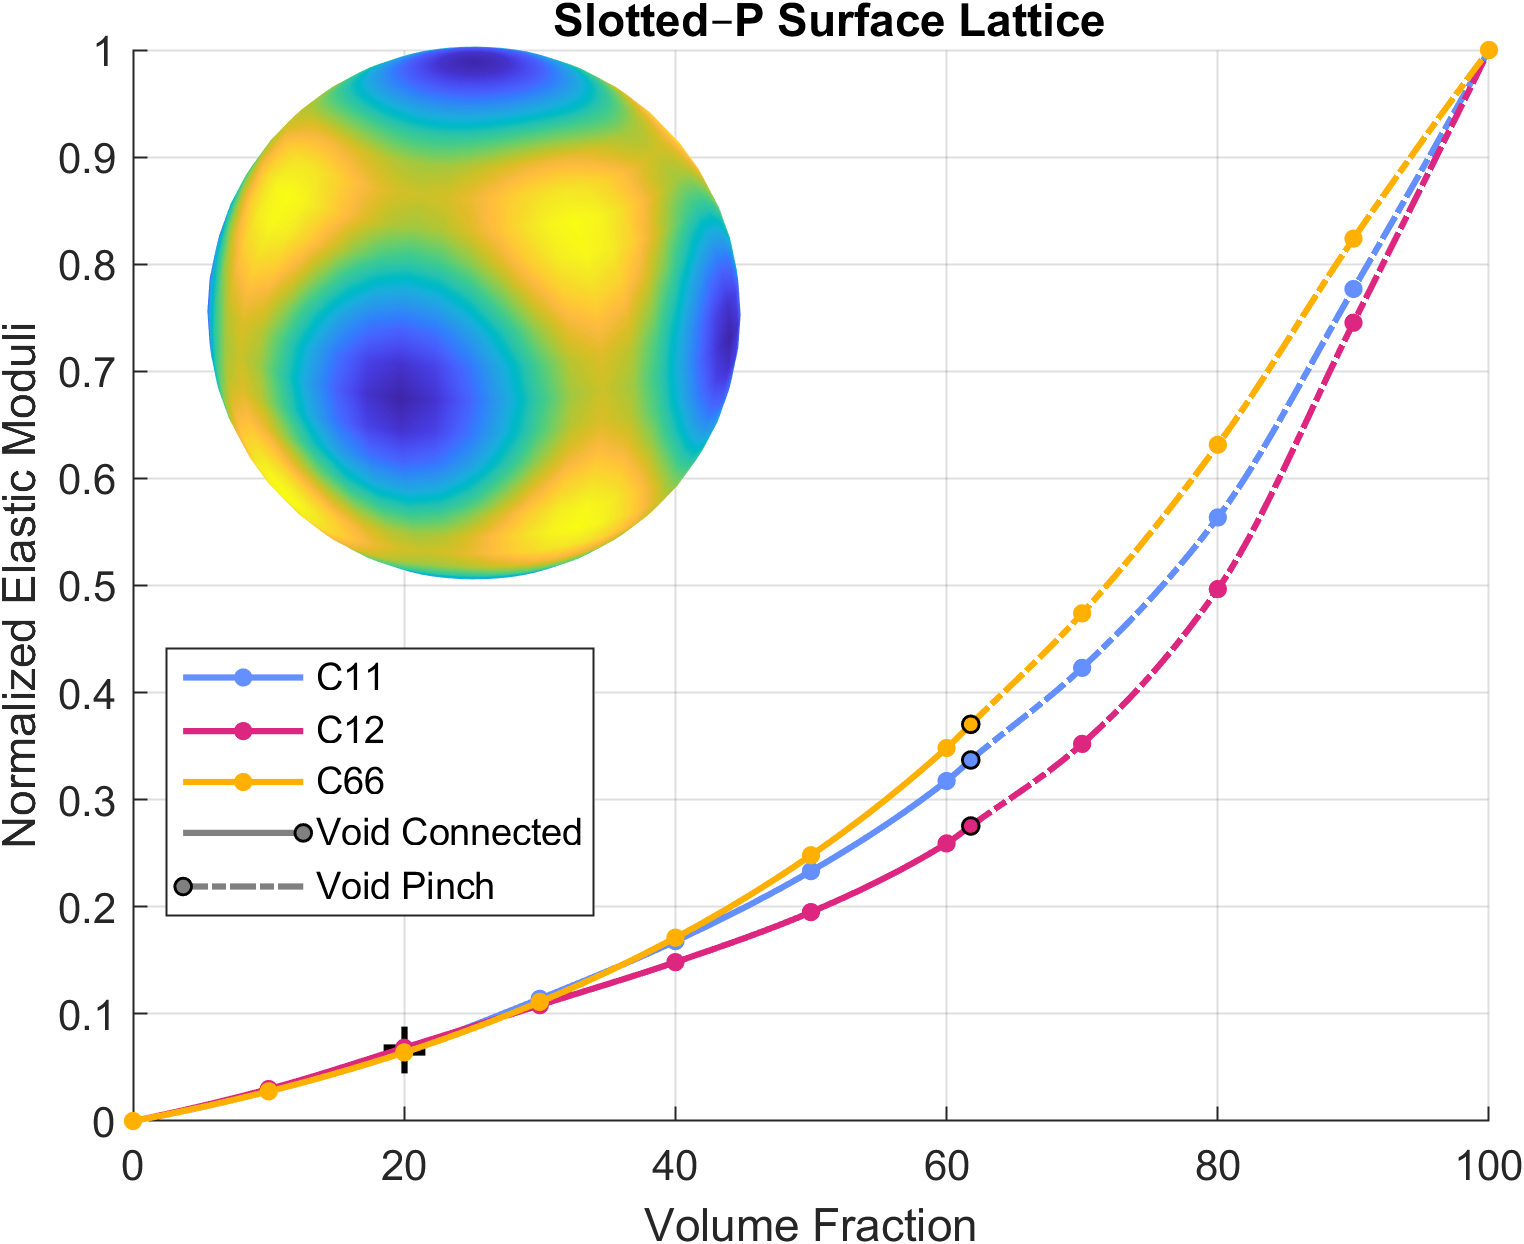 Slotted−P Surface Lattice
Normalized Elastic Moduli
1
0.9
0.8
0.7
0.6
0.5
0.4
0.3
0.2
0.1
0
C11
C12
C66
Void Connected
Void Pinch
0 20 40 60 80 100
Volume Fraction